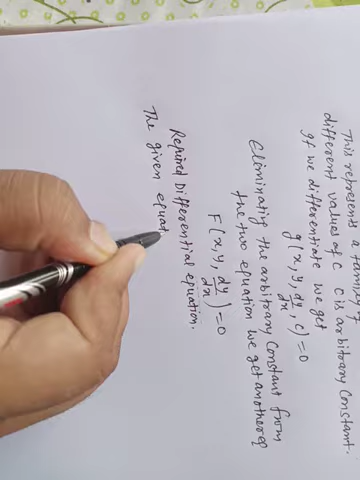 This represents a family of
different values of C C is arbitrary Constant.
If we differentiate we get
g(x, y, dy/dx, c) = 0
Eliminating the arbitrary Constant from
the two equation we get another eq
F(x, y, dy/dx) = 0
Required Differential equation.
The given equat